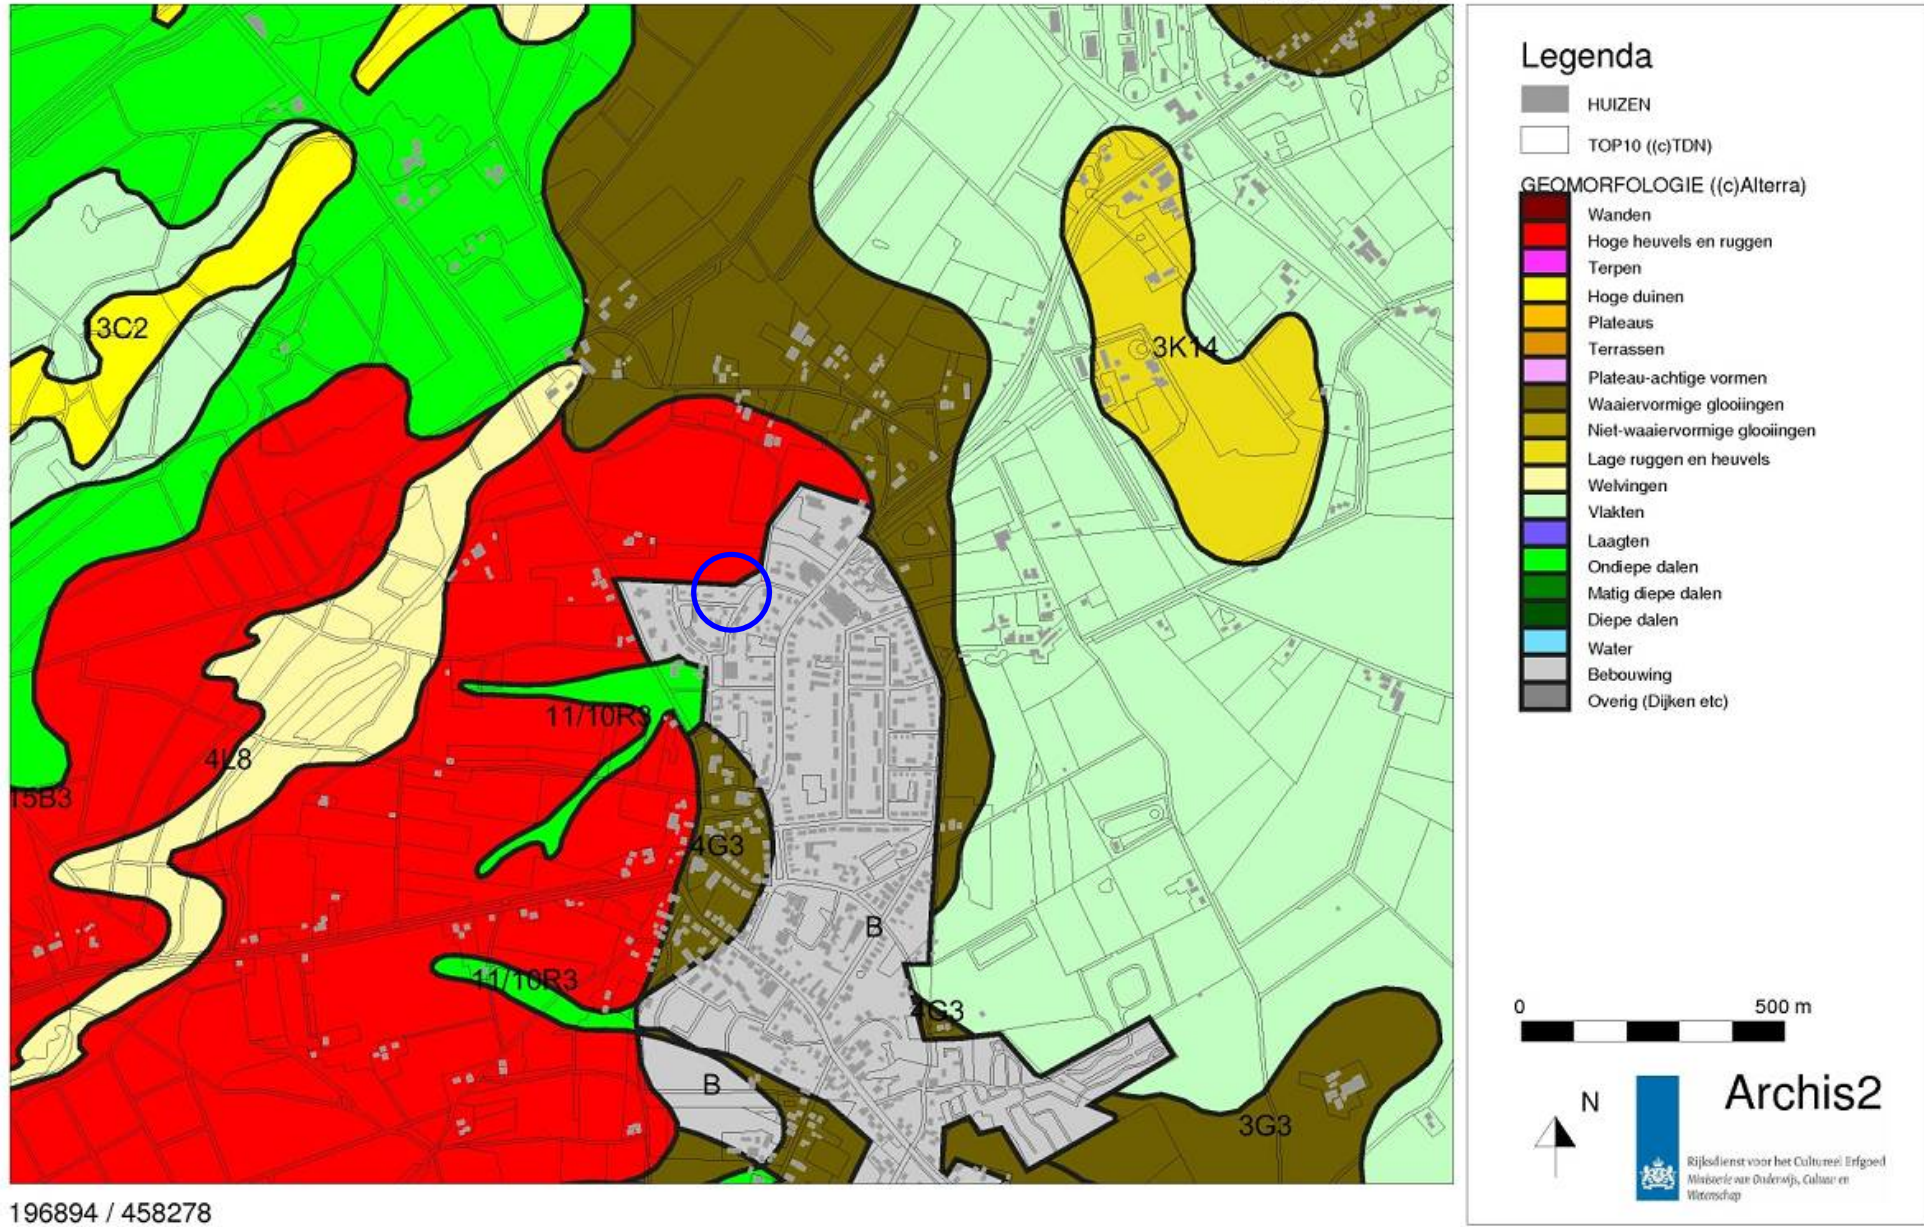 3C2
3K14
11/10R3
4L8
15B3
4G3
B
11/10R3
4G3
B
3G3
196894 / 458278
Legenda
HUIZEN
TOP10 ((c)TDN)
GEOMORFOLOGIE ((c)Alterra)
Wanden
Hoge heuvels en ruggen
Terpen
Hoge duinen
Plateaus
Terrassen
Plateau-achtige vormen
Waaiervormige glooiingen
Niet-waaiervormige glooiingen
Lage ruggen en heuvels
Welvingen
Vlakten
Laagten
Ondiepe dalen
Matig diepe dalen
Diepe dalen
Water
Bebouwing
Overig (Dijken etc)
0 500 m
N
Archis2
Rijksdienst voor het Cultureel Erfgoed
Ministerie van Onderwijs, Cultuur en
Wetenschap